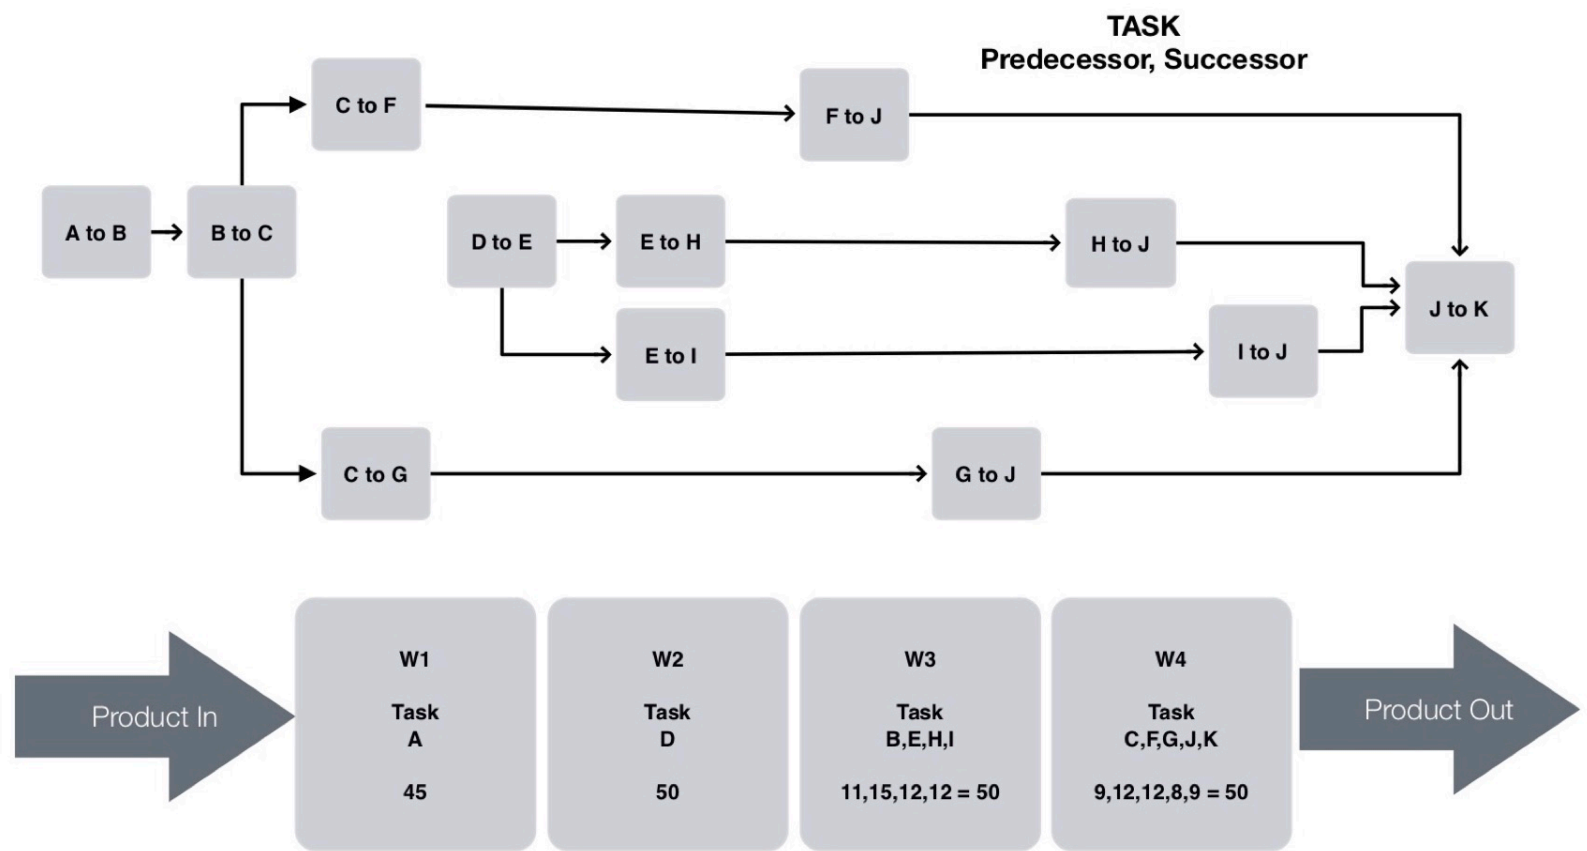 TASK
Predecessor, Successor
C to F
F to J
A to B
B to C
D to E
E to H
H to J
J to K
E to I
I to J
C to G
G to J
Product In
W1
Task
A
45
W2
Task
D
50
W3
Task
B,E,H,I
11,15,12,12 = 50
W4
Task
C,F,G,J,K
9,12,12,8,9 = 50
Product Out